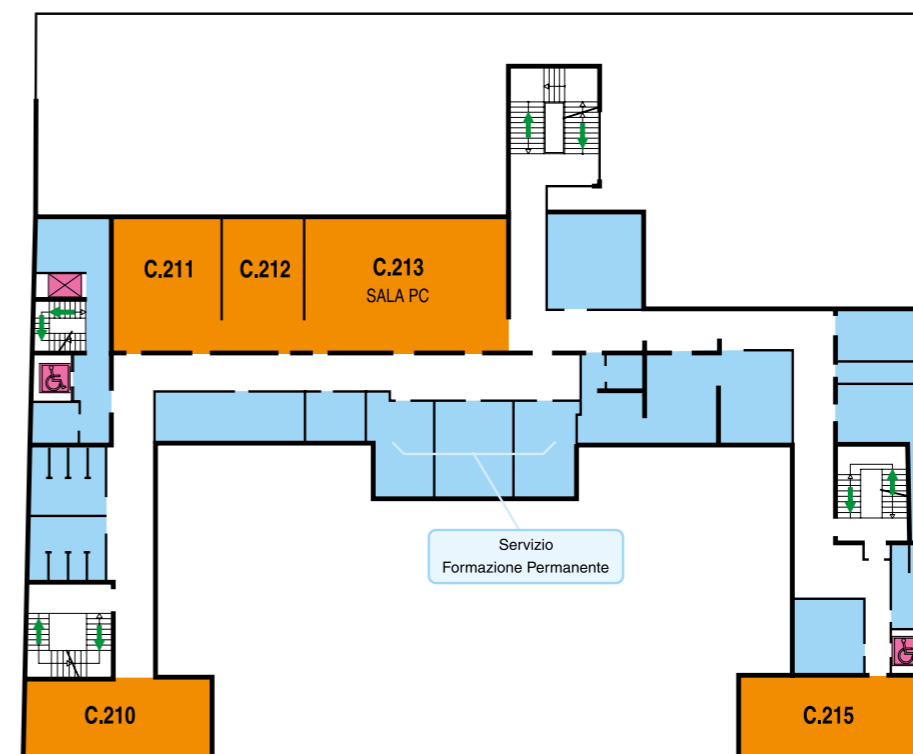 C.211
C.212
C.213
SALA PC
Servizio
Formazione Permanente
C.210
C.215